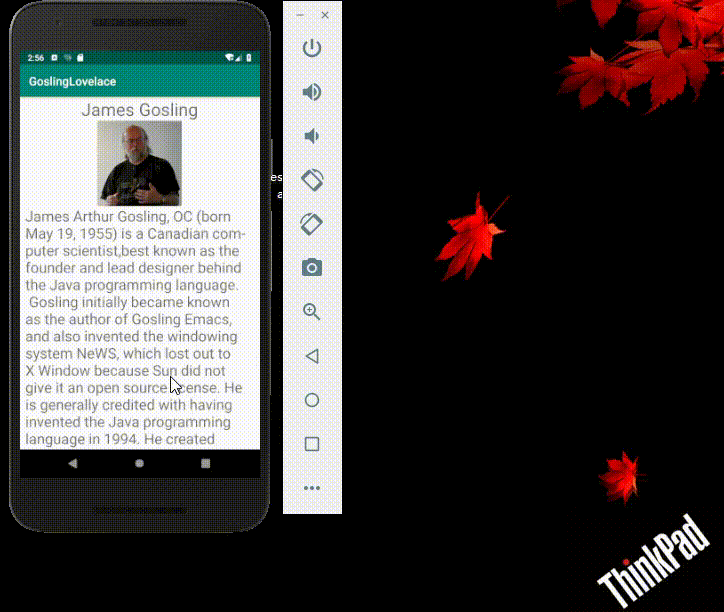 2:56
GoslingLovelace
James Gosling
James Arthur Gosling, OC (born
May 19, 1955) is a Canadian com-
puter scientist,best known as the
founder and lead designer behind
the Java programming language.
Gosling initially became known
as the author of Gosling Emacs,
and also invented the windowing
system NeWS, which lost out to
X Window because Sun did not
give it an open source license. He
is generally credited with having
invented the Java programming
language in 1994. He created
es
a
ThinkPad